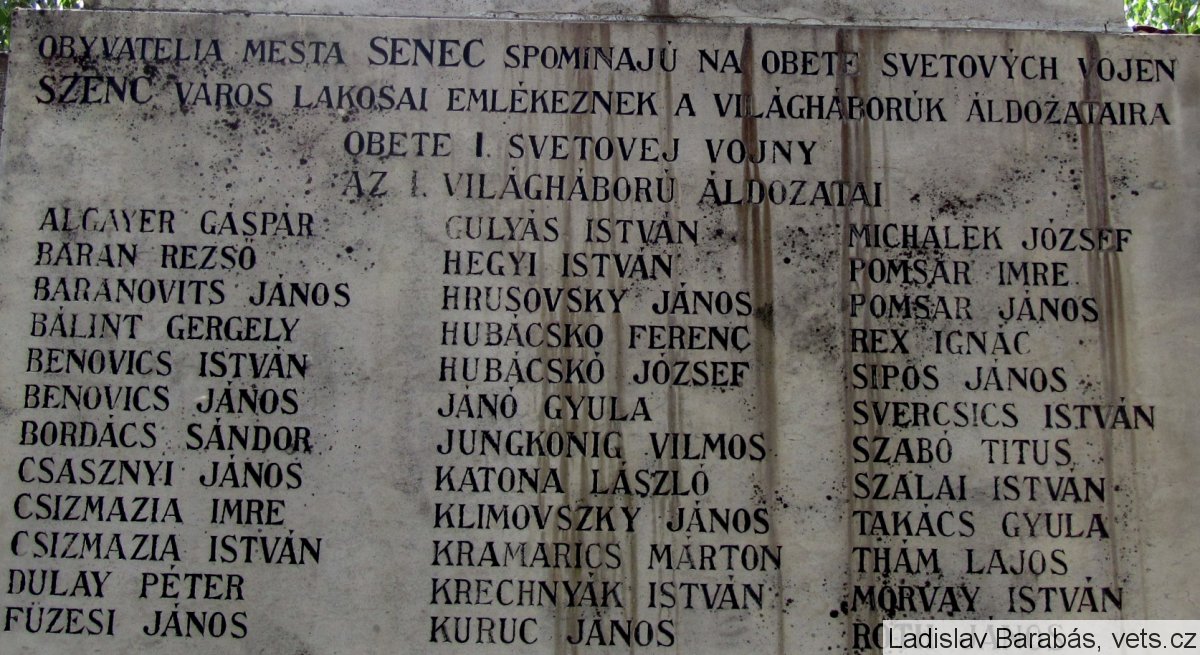 OBYVATELIA MESTA SENEC SPOMÍNAJÚ NA OBETE SVETOVÝCH VOJEN
SZENC VÁROS LAKOSAI EMLÉKEZNEK A VILÁGHÁBORÚK ÁLDOZATAIRA
OBETE I. SVETOVEJ VOJNY
AZ I. VILÁGHÁBORÚ ÁLDOZATAI
ALGAYER GÁSPÁR
BARAN REZSŐ
BARANOVITS JÁNOS
BÁLINT GERGELY
BENOVICS ISTVÁN
BENOVICS JÁNOS
BORDÁCS SÁNDOR
CSASZNYI JÁNOS
CSIZMAZIA IMRE
CSIZMAZIA ISTVÁN
DULAY PÉTER
FÜZESI JÁNOS
GULYÁS ISTVÁN
HEGYI ISTVÁN
HRUSOVSKY JÁNOS
HUBÁCSKO FERENC
HUBÁCSKÓ JÓZSEF
JÁNÓ GYULA
JUNGKÖNIG VILMOS
KATONA LÁSZLÓ
KLIMOVSZKY JÁNOS
KRAMARICS MÁRTON
KRECHNYÁK ISTVÁN
KURUC JÁNOS
MICHALEK JÓZSEF
POMSÁR IMRE
POMSÁR JÁNOS
REX IGNÁC
SIPOS JÁNOS
SVERCSICS ISTVÁN
SZABÓ TITUS
SZALAI ISTVÁN
TAKÁCS GYULA
THÁM LAJOS
MÓRVAY ISTVÁN
JÁNOS
Ladislav Barabás, vets.cz